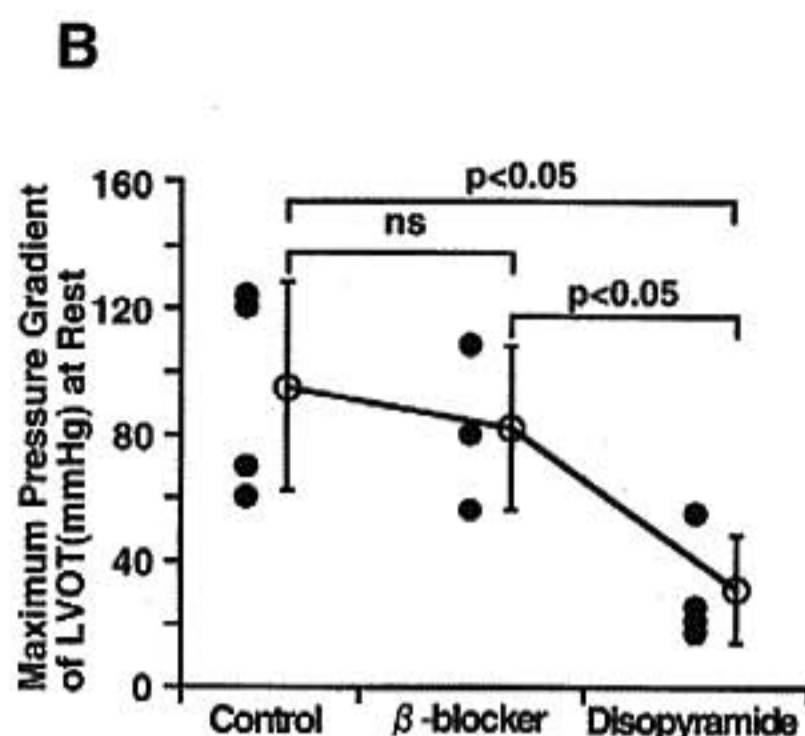 B
Maximum Pressure Gradient
of LVOT(mmHg) at Rest
160
120
80
40
0
p<0.05
ns
p<0.05
Control
β-blocker
Disopyramide